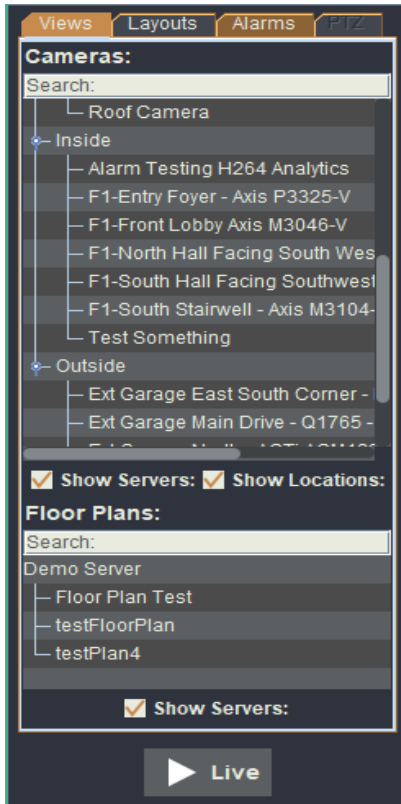 Views Layouts Alarms PTZ
Cameras:
Search:
Roof Camera
Inside
Alarm Testing H264 Analytics
F1-Entry Foyer - Axis P3325-V
F1-Front Lobby Axis M3046-V
F1-North Hall Facing South Wes
F1-South Hall Facing Southwest
F1-South Stairwell - Axis M3104-
Test Something
Outside
Ext Garage East South Corner -
Ext Garage Main Drive - Q1765 -
Show Servers: Show Locations:
Floor Plans:
Search:
Demo Server
Floor Plan Test
testFloorPlan
testPlan4
Show Servers:
Live